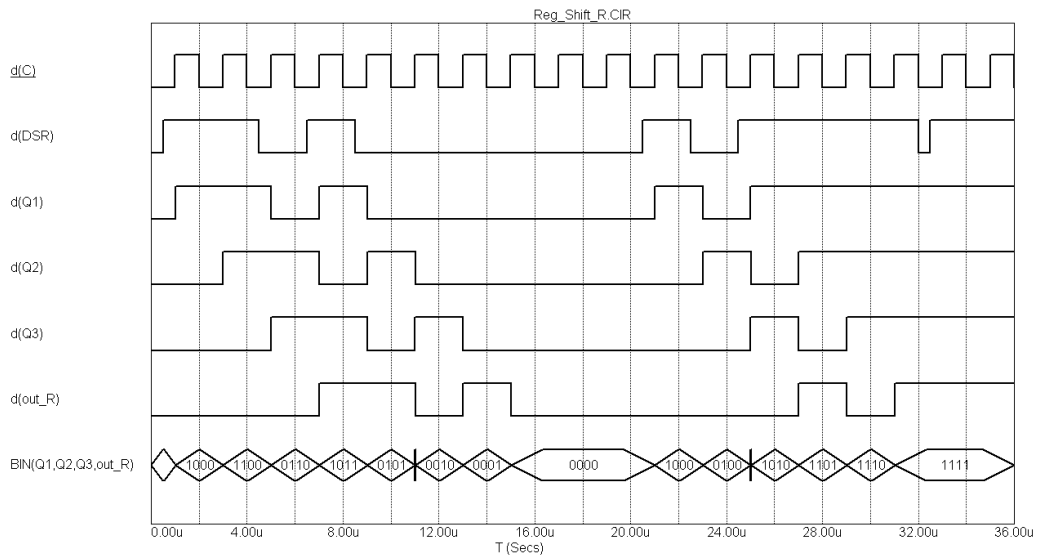 Reg_Shift_R.CIR
d(C)
d(DSR)
d(Q1)
d(Q2)
d(Q3)
d(out_R)
BIN(Q1,Q2,Q3,out_R) 1000 1100 0110 1011 0101 0010 0001 0000 1000 0100 1010 1101 1110 1111
0.00u 4.00u 8.00u 12.00u 16.00u 20.00u 24.00u 28.00u 32.00u 36.00u
T (Secs)